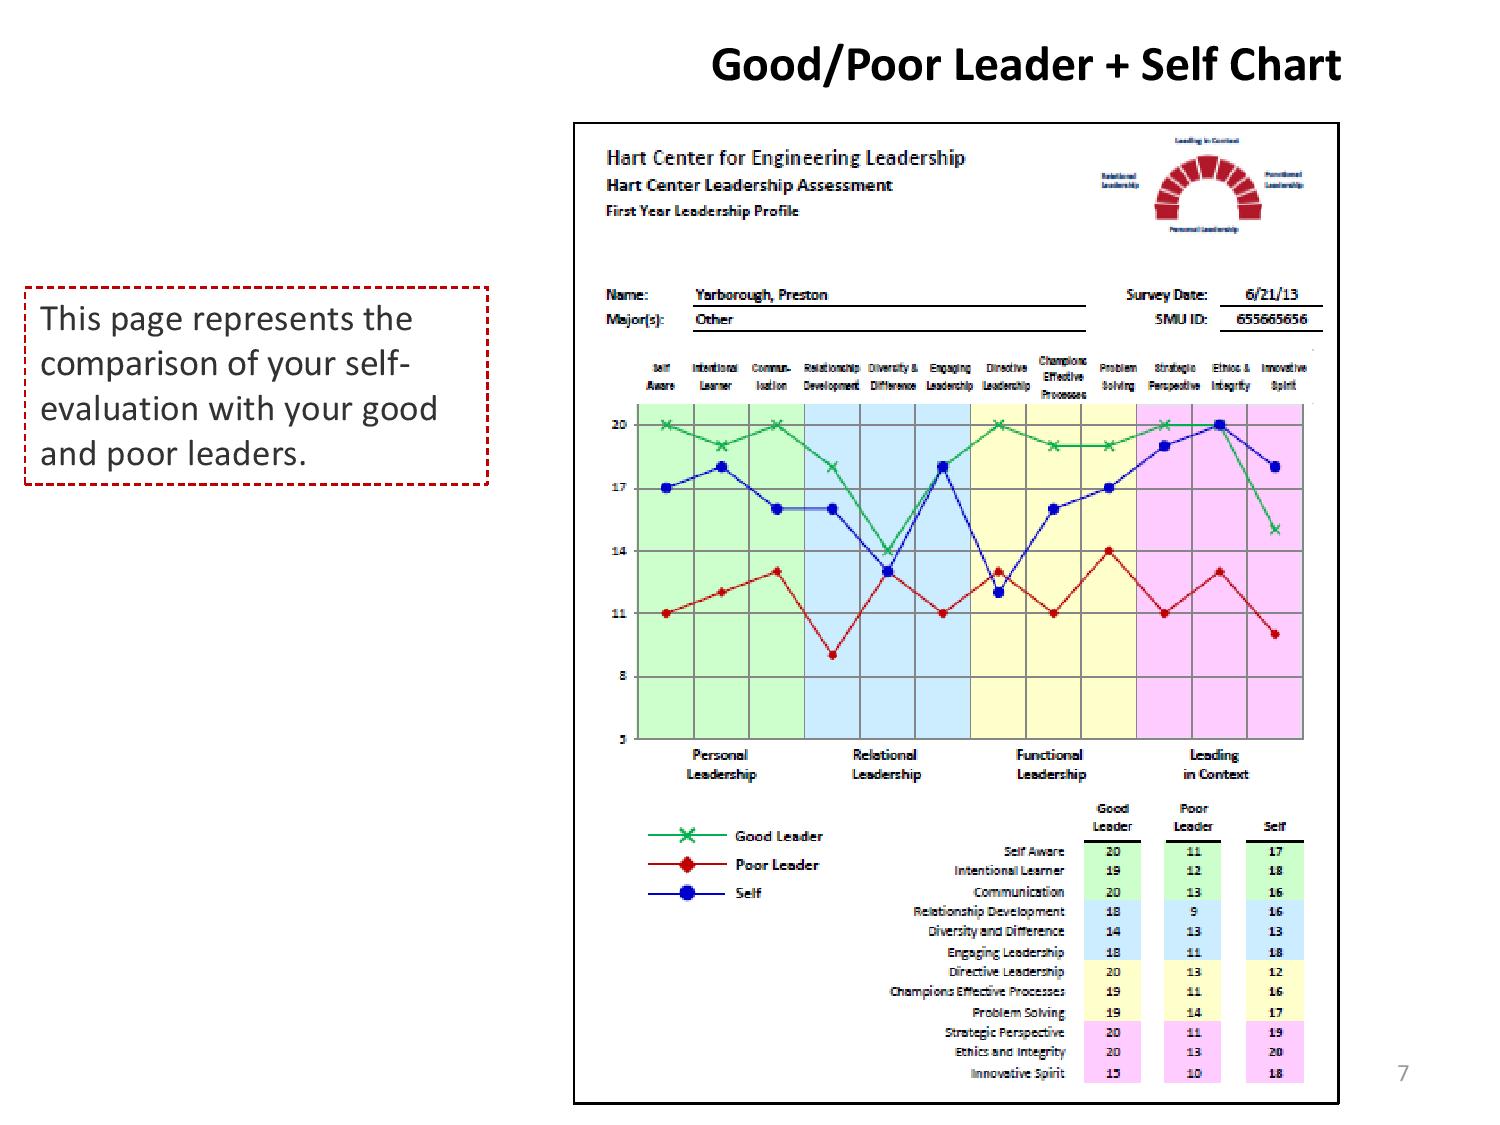 Good/Poor Leader + Self Chart
This page represents the
comparison of your self-
evaluation with your good
and poor leaders.
Hart Center for Engineering Leadership
Hart Center Leadership Assessment
First Year Leadership Profile
Leading in Context
Relational
Leadership
Functional
Leadership
Personal Leadership
Name: Yarborough, Preston Survey Date: 6/21/13
Major(s): Other SMU ID: 655665656
Self Aware
Intentional Learner
Commun-ication
Relationship Development
Diversity & Difference
Engaging Leadership
Directive Leadership
Champions Effective Processes
Problem Solving
Strategic Perspective
Ethics & Integrity
Innovative Spirit
20
17
14
11
8
5
Personal Leadership
Relational Leadership
Functional Leadership
Leading in Context
Good Leader
Poor Leader
Self
Good Leader Poor Leader Self
Self Aware 20 11 17
Intentional Learner 19 12 18
Communication 20 13 16
Relationship Development 18 9 16
Diversity and Difference 14 13 13
Engaging Leadership 18 11 18
Directive Leadership 20 13 12
Champions Effective Processes 19 11 16
Problem Solving 19 14 17
Strategic Perspective 20 11 19
Ethics and Integrity 20 13 20
Innovative Spirit 15 10 18
7